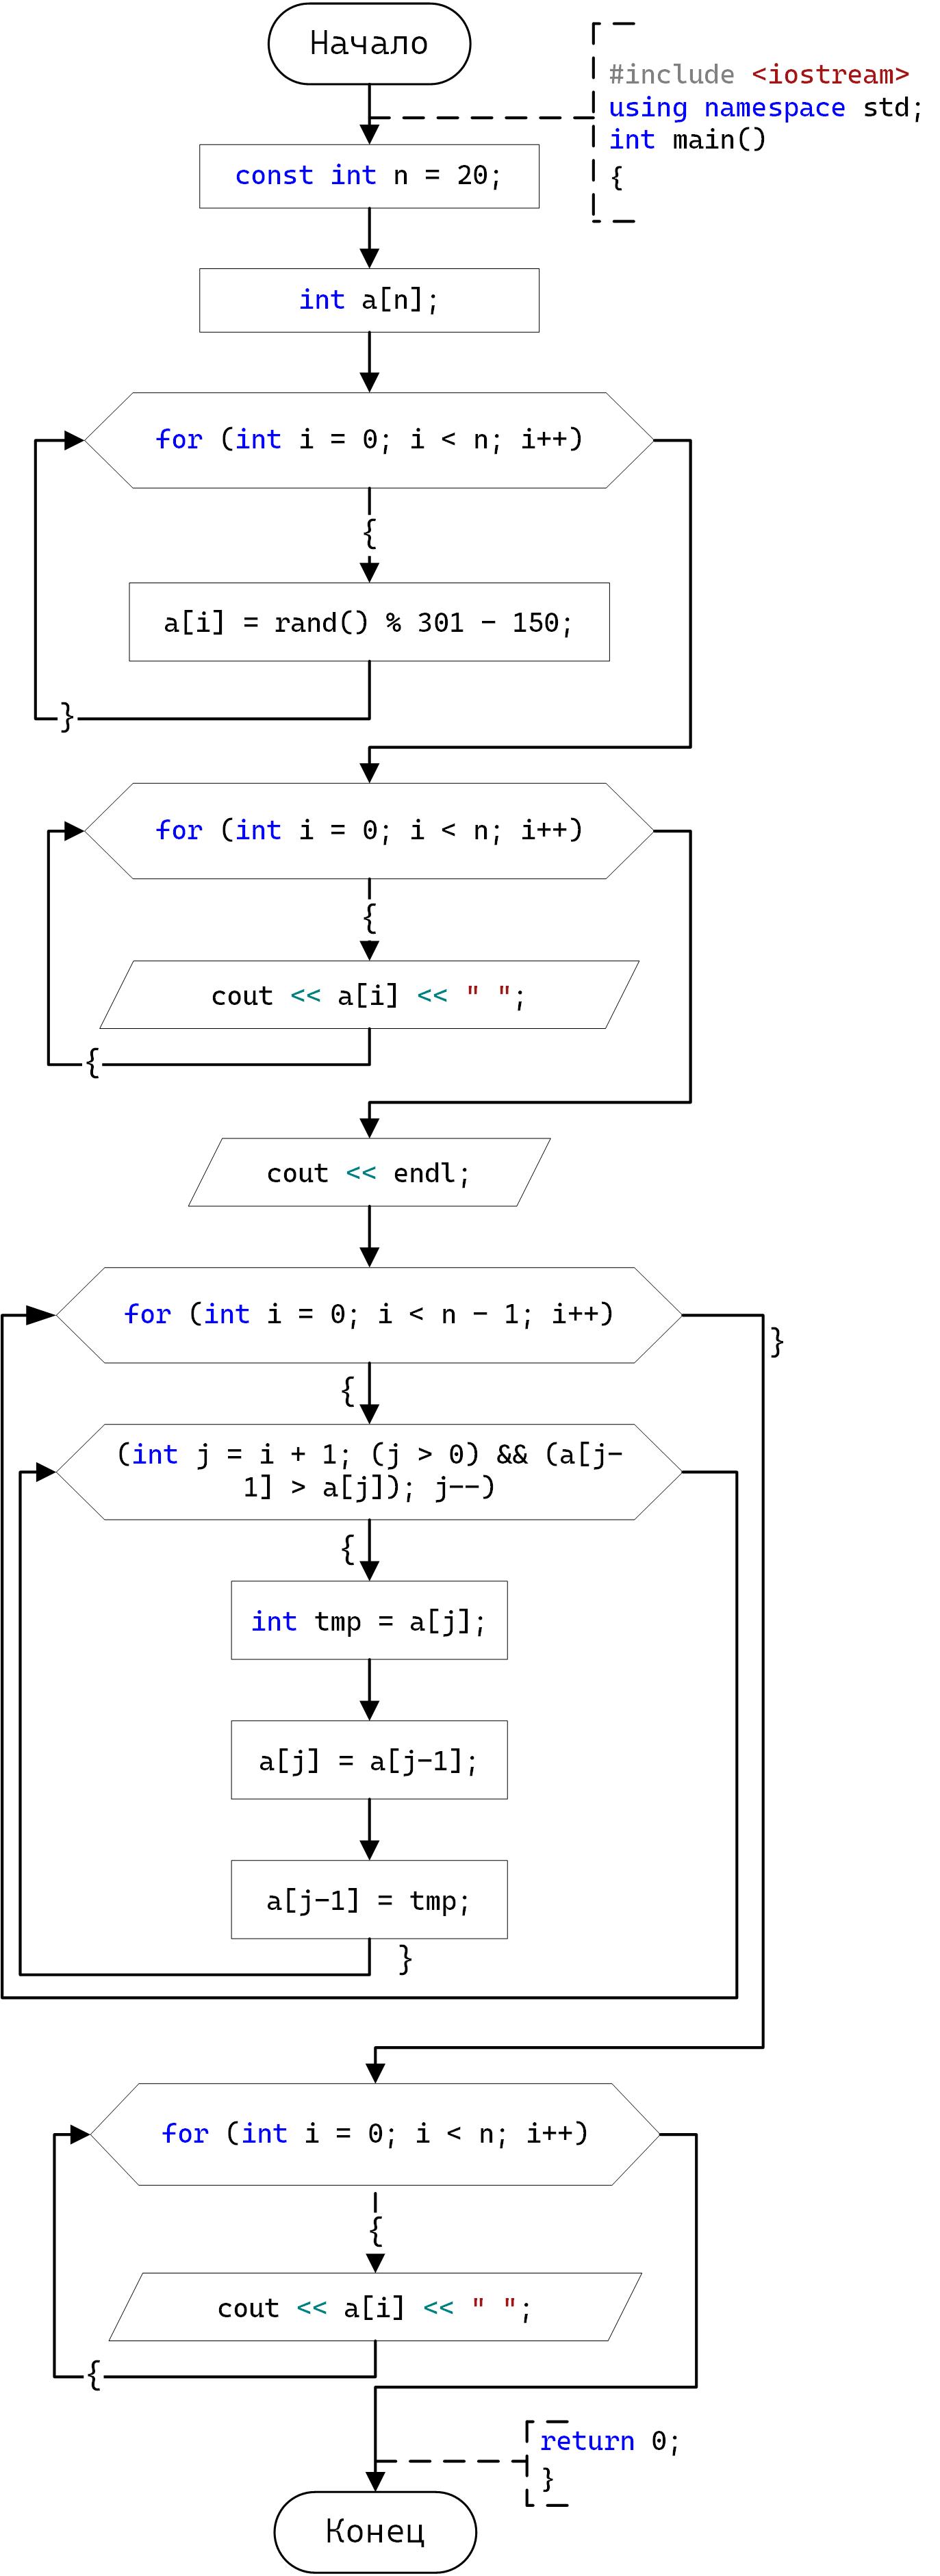 Начало
#include <iostream>
using namespace std;
int main()
{
const int n = 20;
int a[n];
for (int i = 0; i < n; i++)
{
a[i] = rand() % 301 - 150;
}
for (int i = 0; i < n; i++)
{
cout << a[i] << " ";
{
cout << endl;
for (int i = 0; i < n - 1; i++)
}
{
(int j = i + 1; (j > 0) && (a[j-
1] > a[j]); j--)
{
int tmp = a[j];
a[j] = a[j-1];
a[j-1] = tmp;
}
for (int i = 0; i < n; i++)
{
cout << a[i] << " ";
{
return 0;
}
Конец